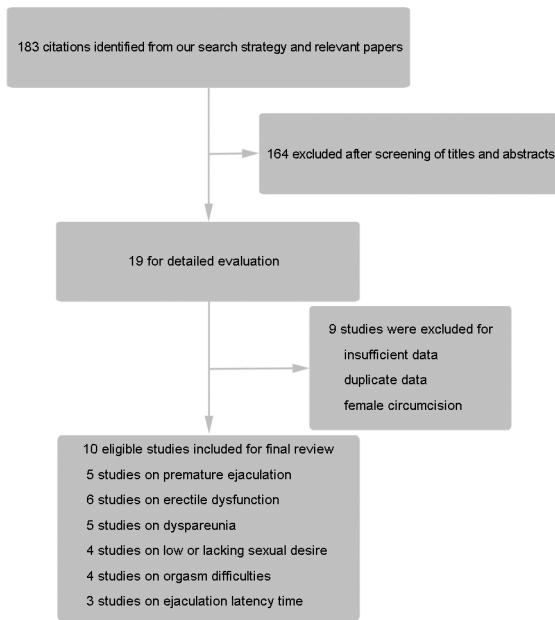 183 citations identified from our search strategy and relevant papers
164 excluded after screening of titles and abstracts
19 for detailed evaluation
9 studies were excluded for
insufficient data
duplicate data
female circumcision
10 eligible studies included for final review
5 studies on premature ejaculation
6 studies on erectile dysfunction
5 studies on dyspareunia
4 studies on low or lacking sexual desire
4 studies on orgasm difficulties
3 studies on ejaculation latency time